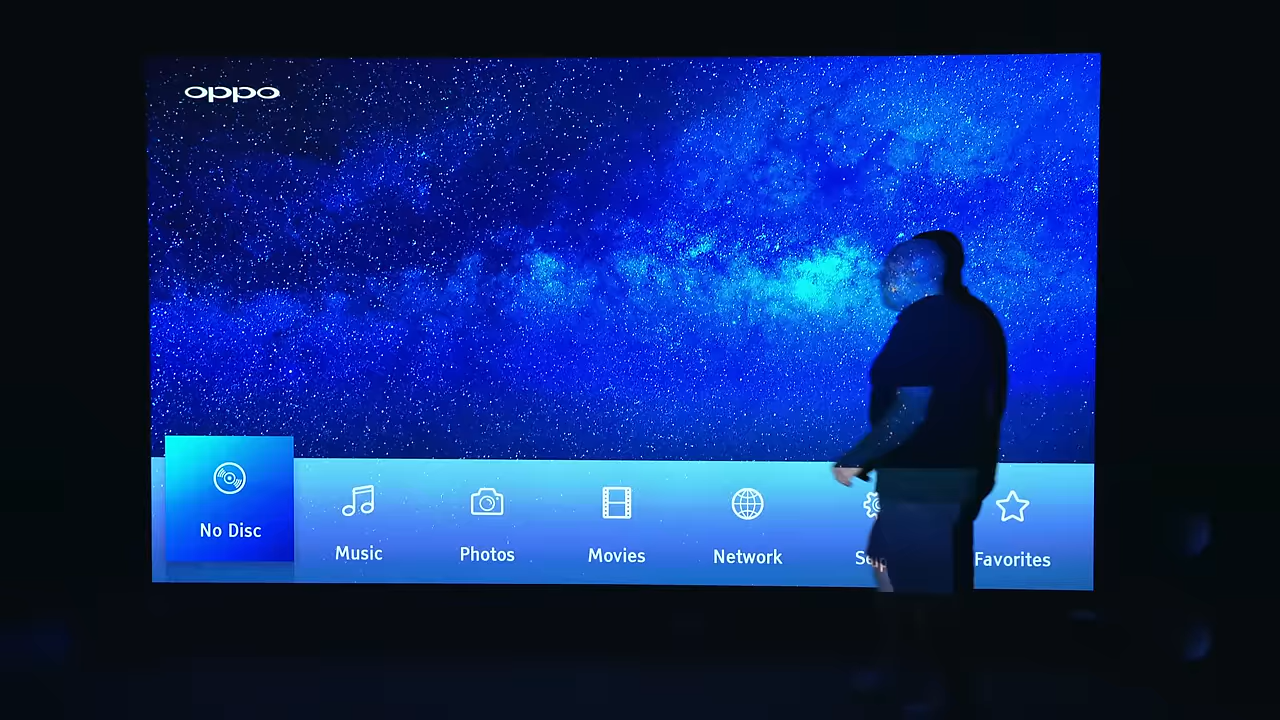 oppo
No Disc
Music
Photos
Movies
Network
Favorites